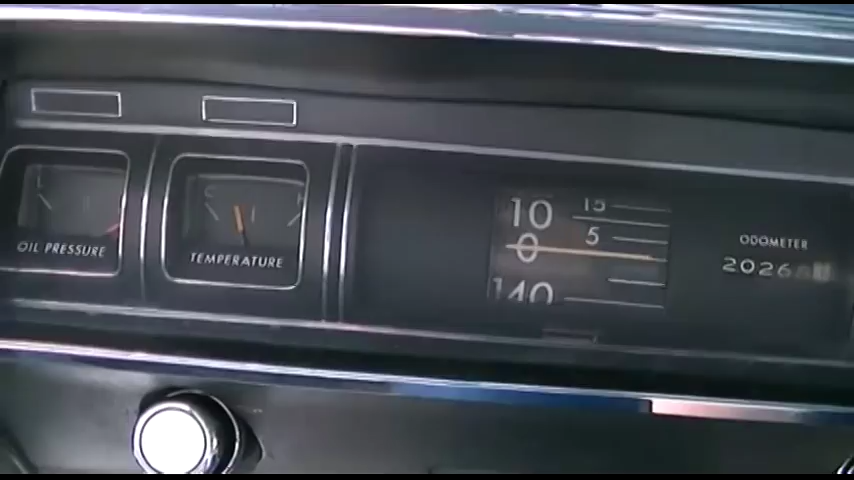 C
H
OIL PRESSURE
TEMPERATURE
15
10
5
0
140
ODOMETER
2026